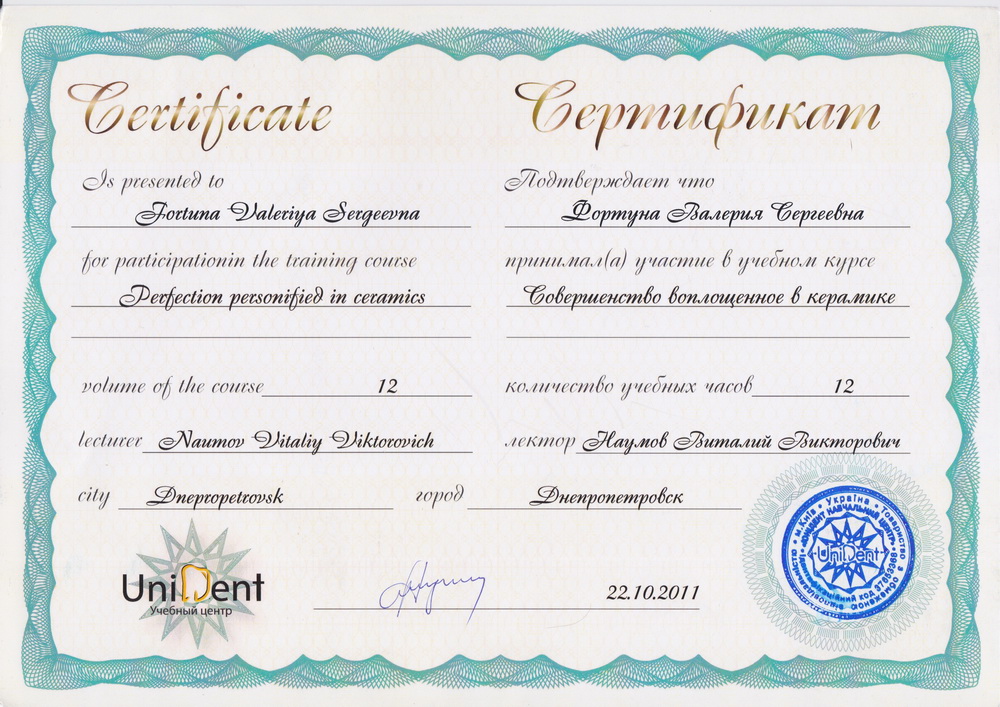 Certificate
Is presented to
Fortuna Valeriya Sergeevna
for participationin the training course
Perfection personified in ceramics
volume of the course 12
lecturer Naumov Vitaliy Viktorovich
city Dnepropetrovsk
UniDent
Учебный центр
Сертификат
Подтверждает что
Фортуна Валерия Сергеевна
принимал(а) участие в учебном курсе
Совершенство воплощенное в керамике
количество учебных часов 12
лектор Наумов Виталий Викторович
город Днепропетровск
22.10.2011
м.Київ * Україна * Товариство з обмеженою відповідальністю
«ЮНІДЕНТ НАВЧАЛЬНИЙ ЦЕНТР»
код 37853368
UniDent